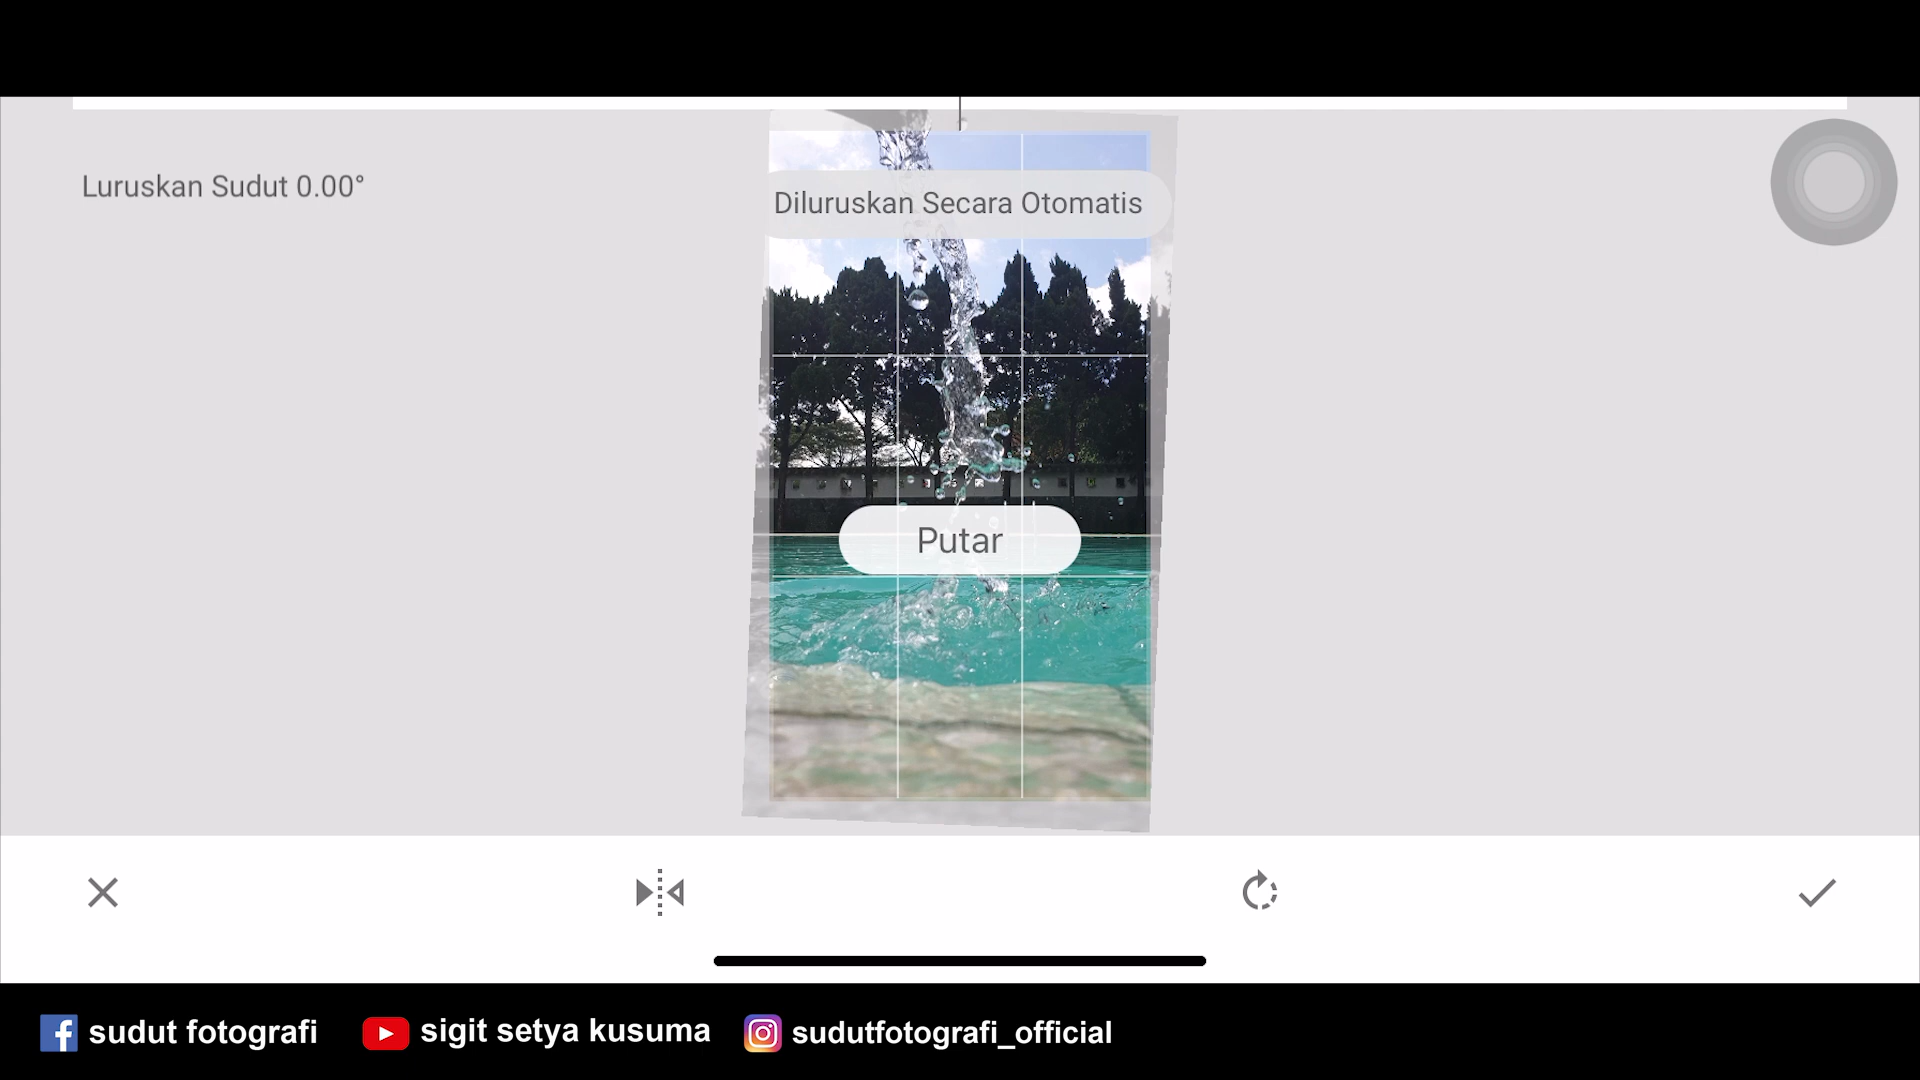 Luruskan Sudut 0.00°
Diluruskan Secara Otomatis
Putar
sudut fotografi
sigit setya kusuma
sudutfotografi_official